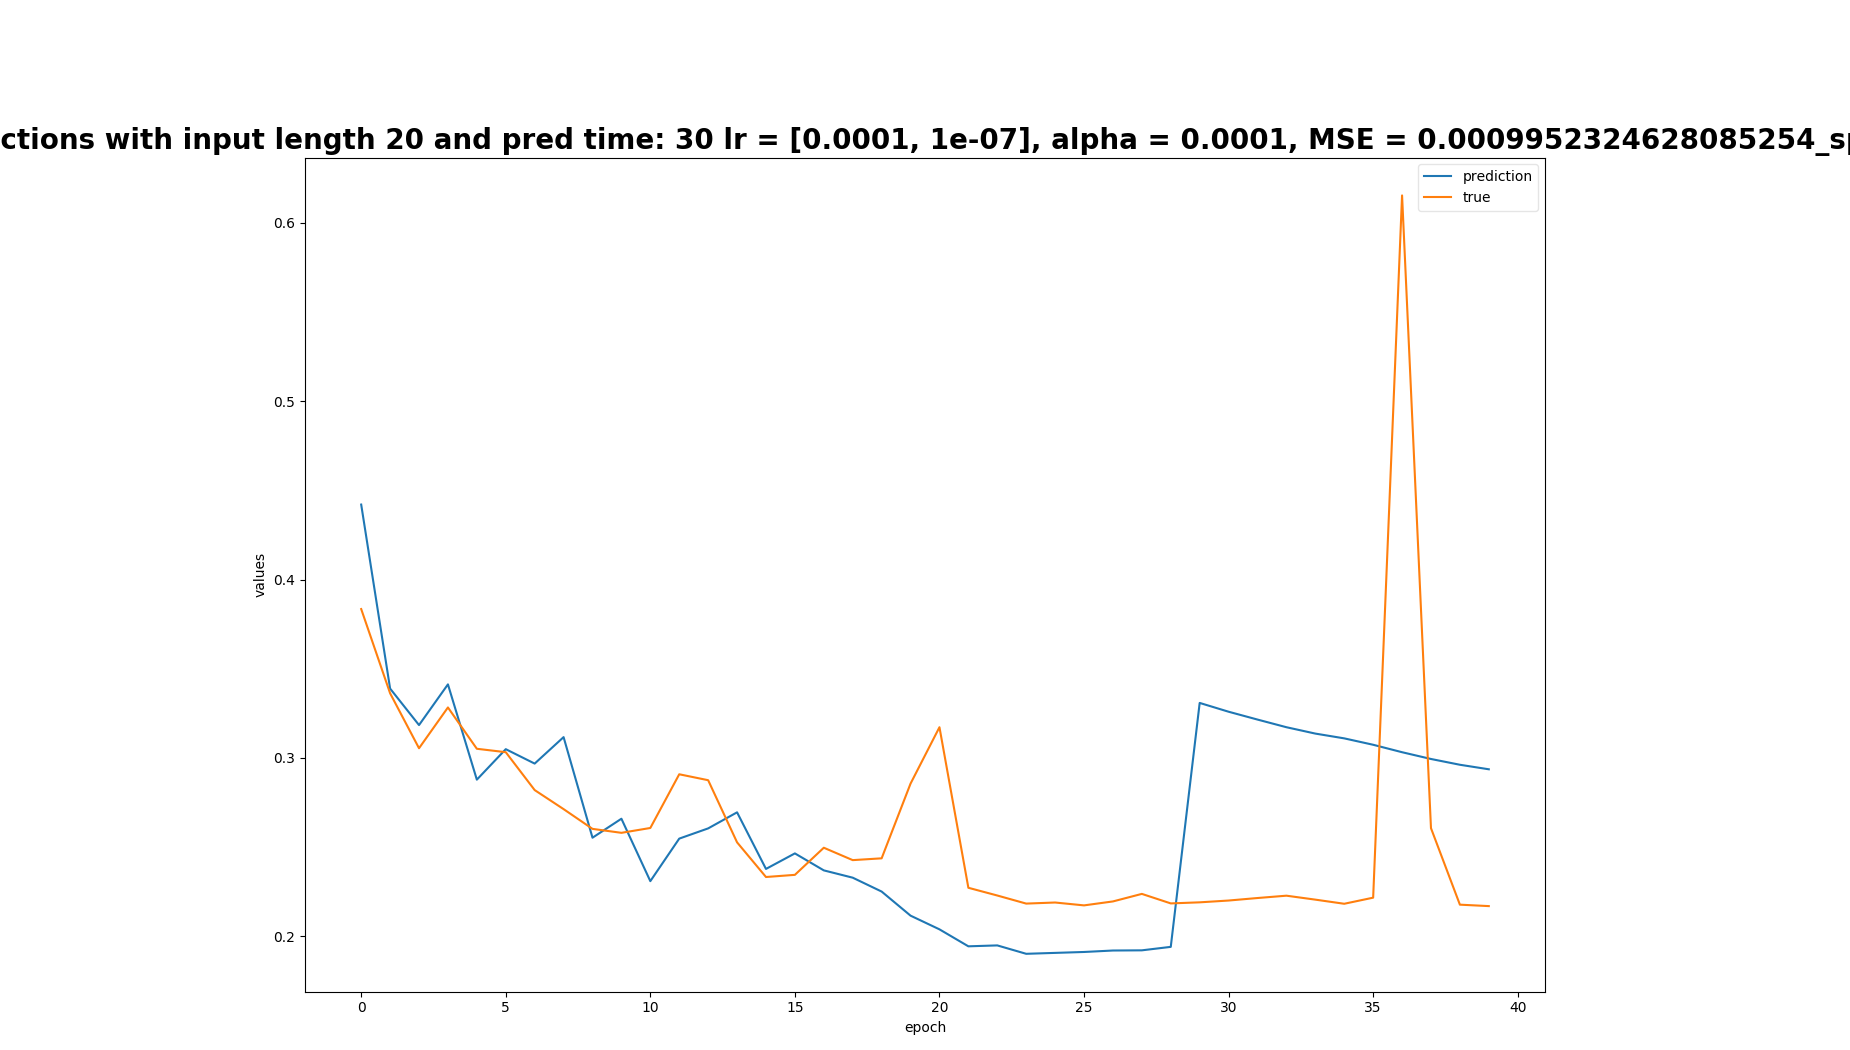 ctions with input length 20 and pred time: 30 lr = [0.0001, 1e-07], alpha = 0.0001, MSE = 0.0009952324628085254_sp
prediction
true
0.6
0.5
0.4
0.3
0.2
values
0 5 10 15 20 25 30 35 40
epoch